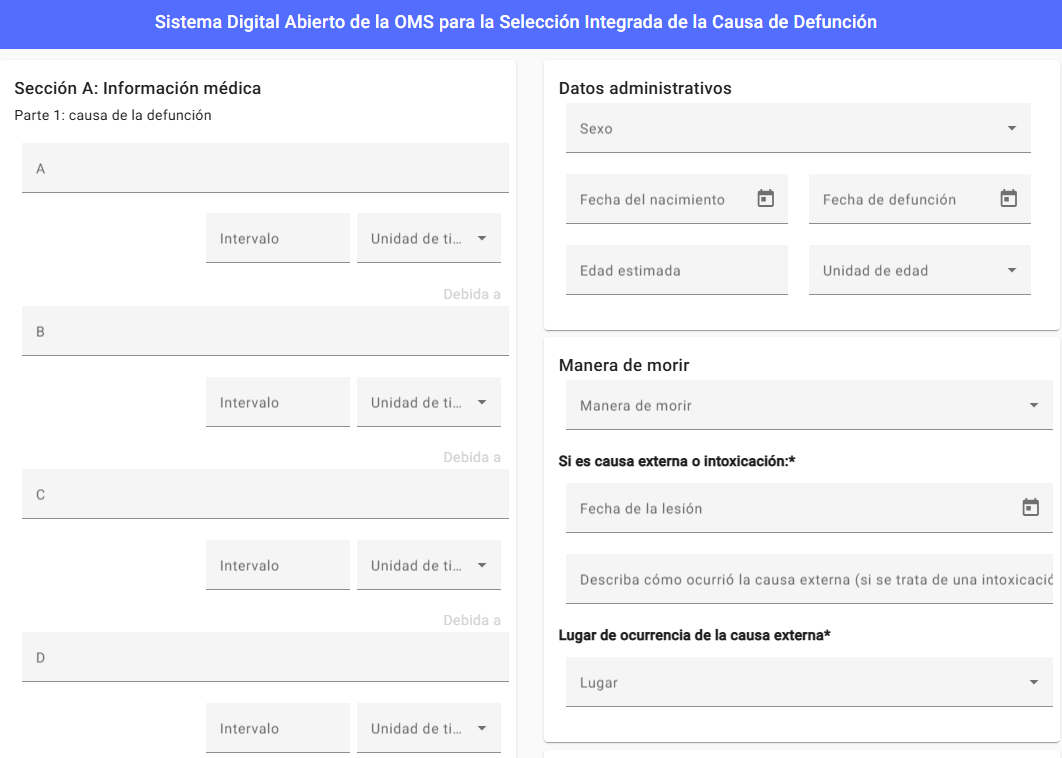 Sistema Digital Abierto de la OMS para la Selección Integrada de la Causa de Defunción
Sección A: Información médica
Parte 1: causa de la defunción
A
Intervalo
Unidad de ti...
Debida a
B
Intervalo
Unidad de ti...
Debida a
C
Intervalo
Unidad de ti...
Debida a
D
Intervalo
Unidad de ti...
Datos administrativos
Sexo
Fecha del nacimiento
Fecha de defunción
Edad estimada
Unidad de edad
Manera de morir
Manera de morir
Si es causa externa o intoxicación:*
Fecha de la lesión
Describa cómo ocurrió la causa externa (si se trata de una intoxicació
Lugar de ocurrencia de la causa externa*
Lugar